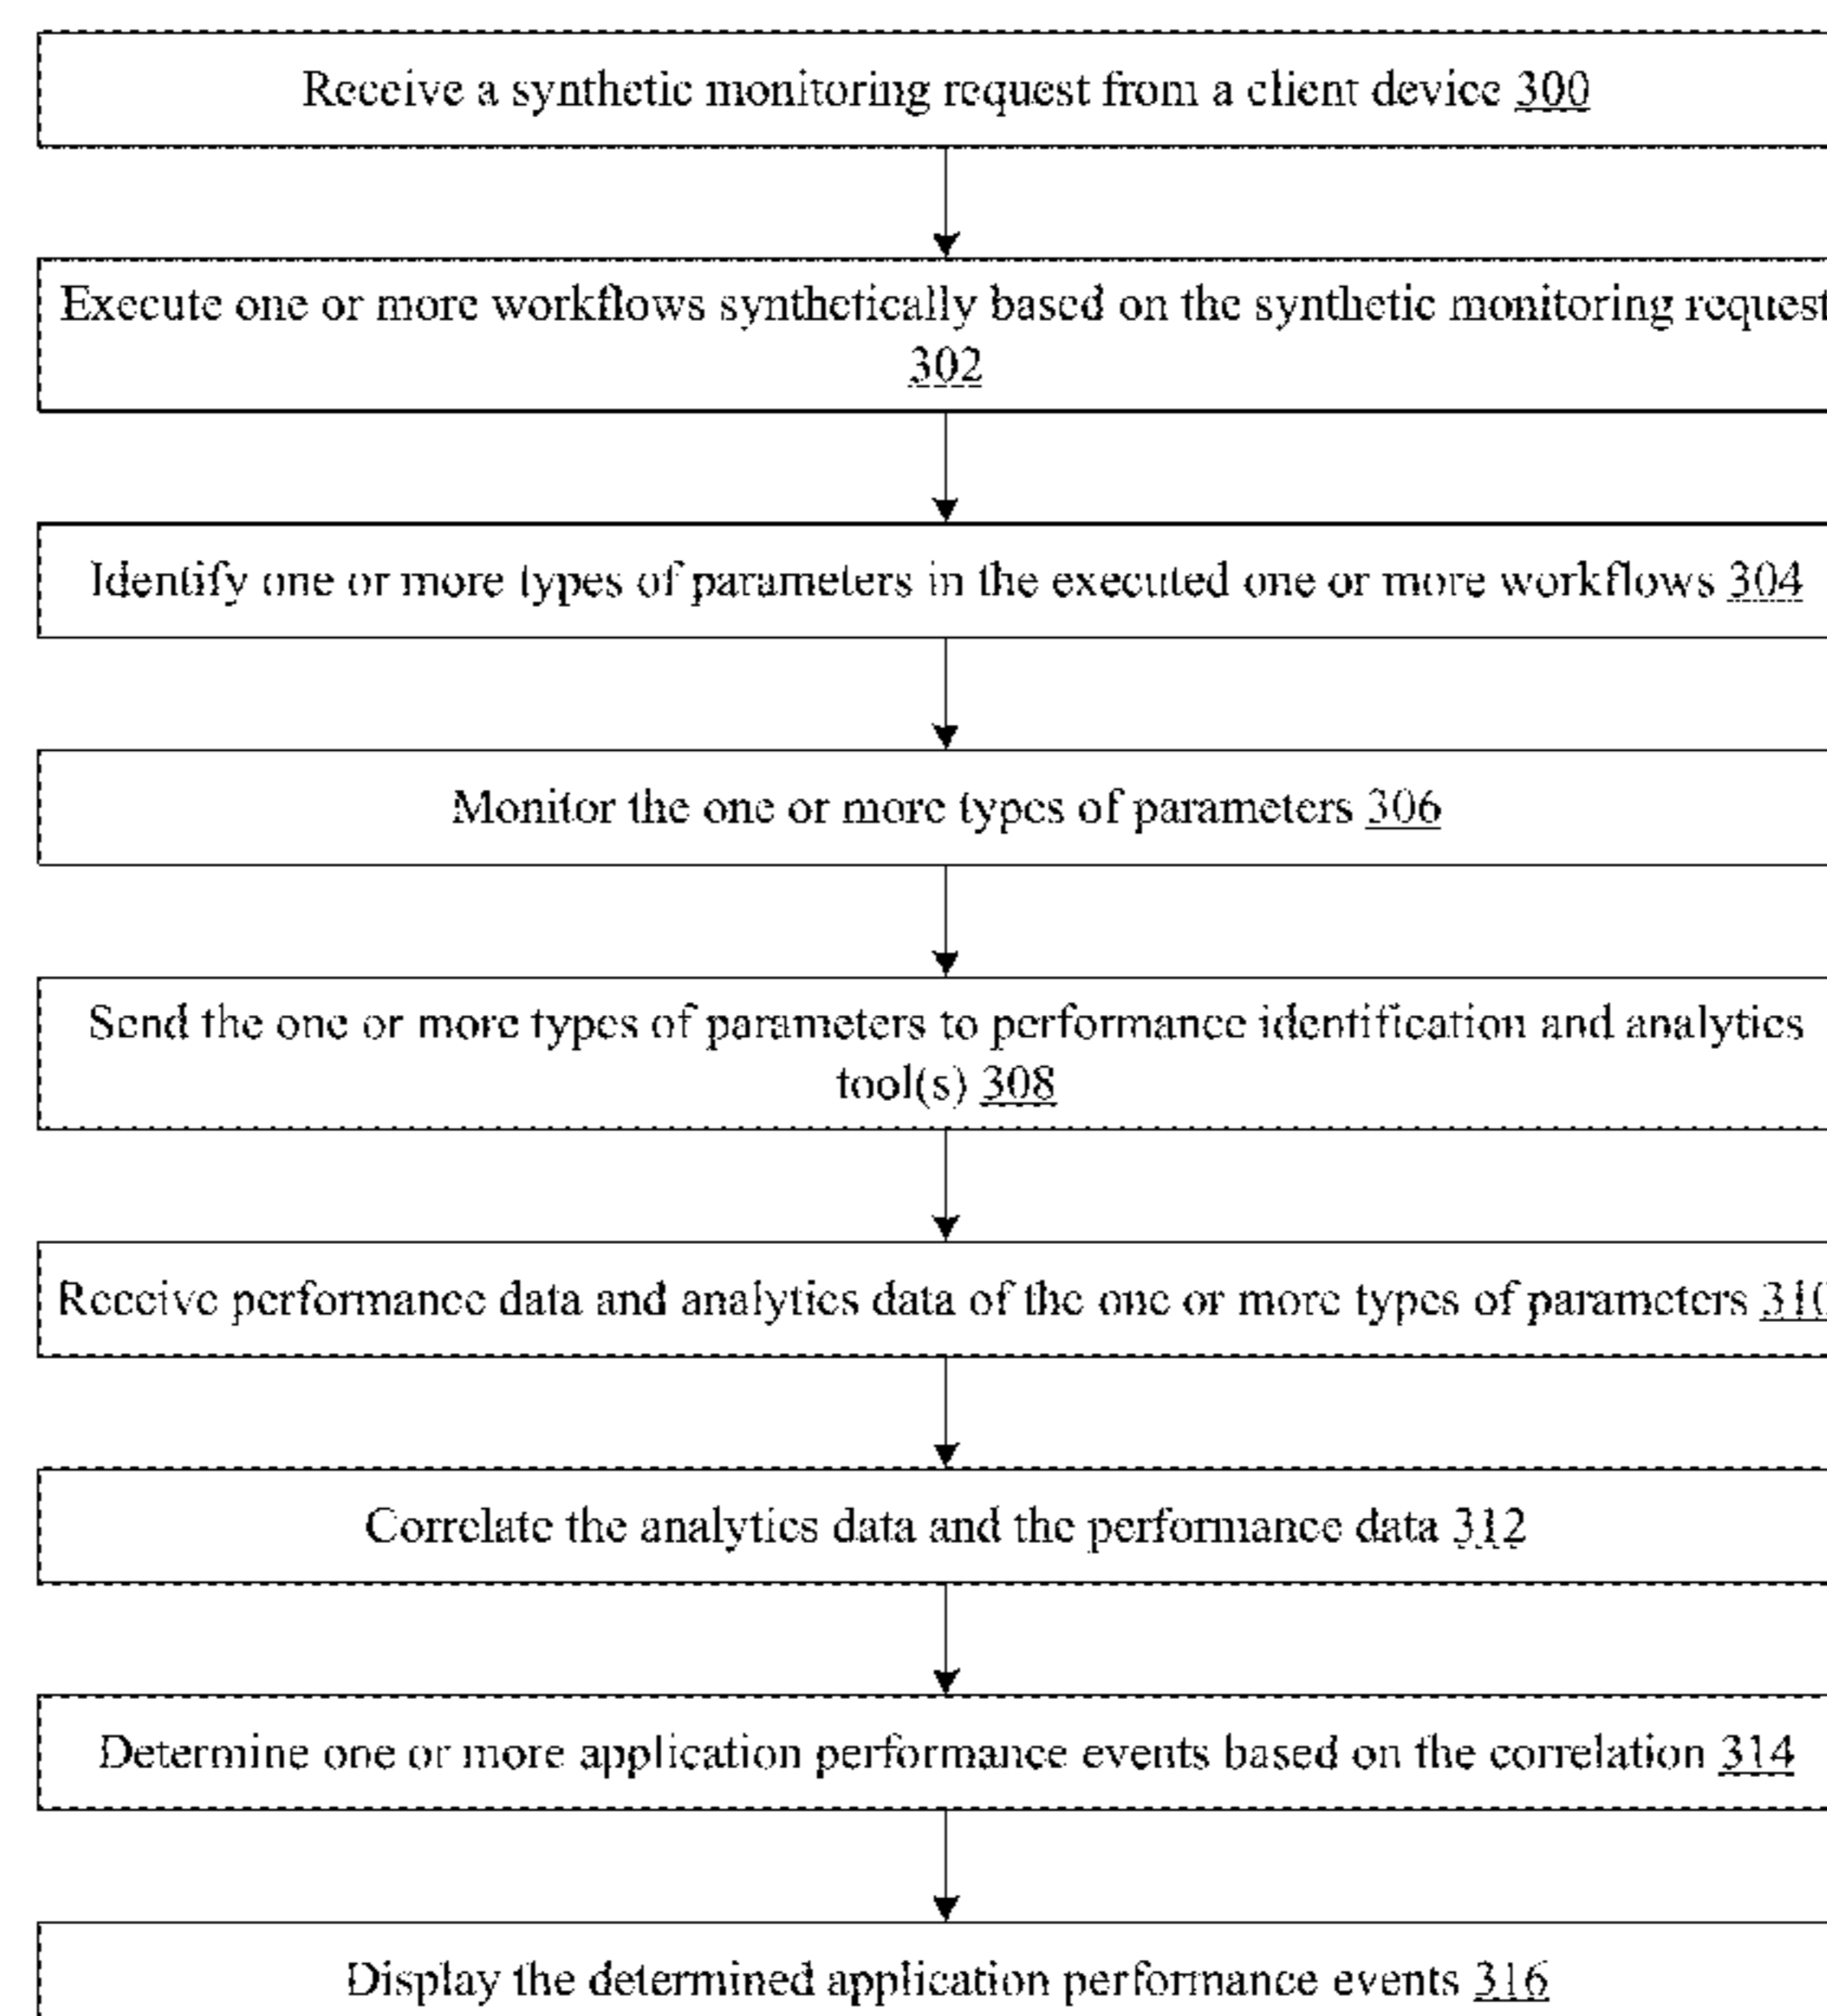 Receive a synthetic monitoring request from a client device 300
Execute one or more workflows synthetically based on the synthetic monitoring request
302
Identify one or more types of parameters in the executed one or more workflows 304
Monitor the one or more types of parameters 306
Send the one or more types of parameters to performance identification and analytics
tool(s) 308
Receive performance data and analytics data of the one or more types of parameters 310
Correlate the analytics data and the performance data 312
Determine one or more application performance events based on the correlation 314
Display the determined application performance events 316